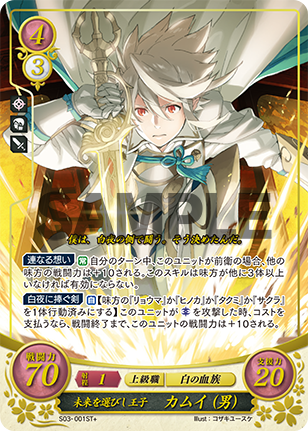 4
3
SAMPLE
僕は、白夜の側で闘う。そう決めたんだ。
連なる想い 常 自分のターン中、このユニットが前衛の場合、他の
味方の戦闘力は+10される。このスキルは味方が他に3体以上
いなければ有効にならない。
白夜に捧ぐ剣 自 【味方の『リョウマ』か『ヒノカ』か『タクミ』か『サクラ』
を1体行動済みにする】このユニットが を攻撃した時、コストを
支払うなら、戦闘終了まで、このユニットの戦闘力は+10される。
戦闘力
70
射程 1
上級職
白の血族
支援力
20
未来を選びし王子 カムイ(男)
S03-001ST+
Illust:コザキユースケ